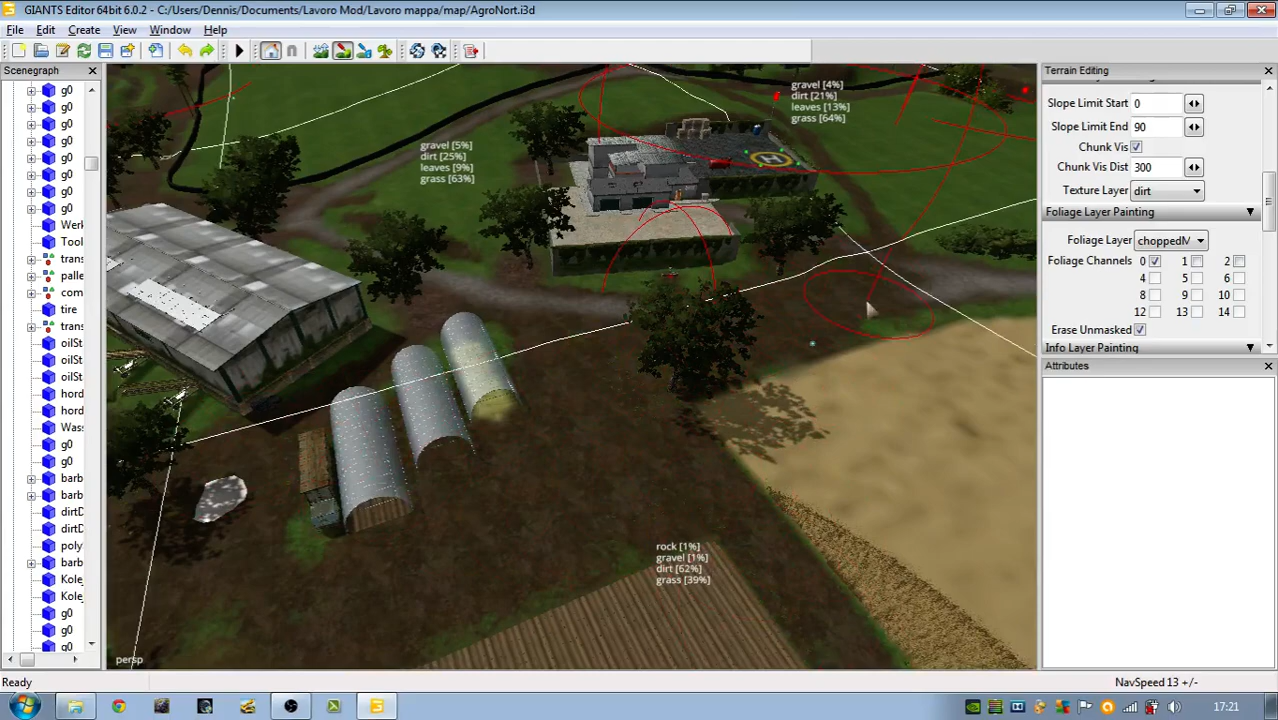 GIANTS Editor 64bit 6.0.2 - C:/Users/Dennis/Documents/Lavoro Mod/Lavoro mappa/map/AgroNort.i3d
File Edit Create View Window Help
Scenegraph
g0
g0
g0
g0
g0
g0
g0
g0
Werk
Tool
trans
palle
com
tire
trans
oilSt
oilSt
oilSt
hord
hord
Wass
g0
g0
barb
barb
dirtD
dirtD
poly
barb
Kole_
Kole_
g0
g0
g0
gravel [5%]
dirt [25%]
leaves [9%]
grass [63%]
gravel [4%]
dirt [21%]
leaves [13%]
grass [64%]
H
rock [1%]
gravel [1%]
dirt [62%]
grass [39%]
persp
Terrain Editing
Slope Limit Start 0
Slope Limit End 90
Chunk Vis
Chunk Vis Dist 300
Texture Layer dirt
Foliage Layer Painting
Foliage Layer choppedM
Foliage Channels 0 1 2
4 5 6
8 9 10
12 13 14
Erase Unmasked
Info Layer Painting
Attributes
Ready
NavSpeed 13 +/-
17:21